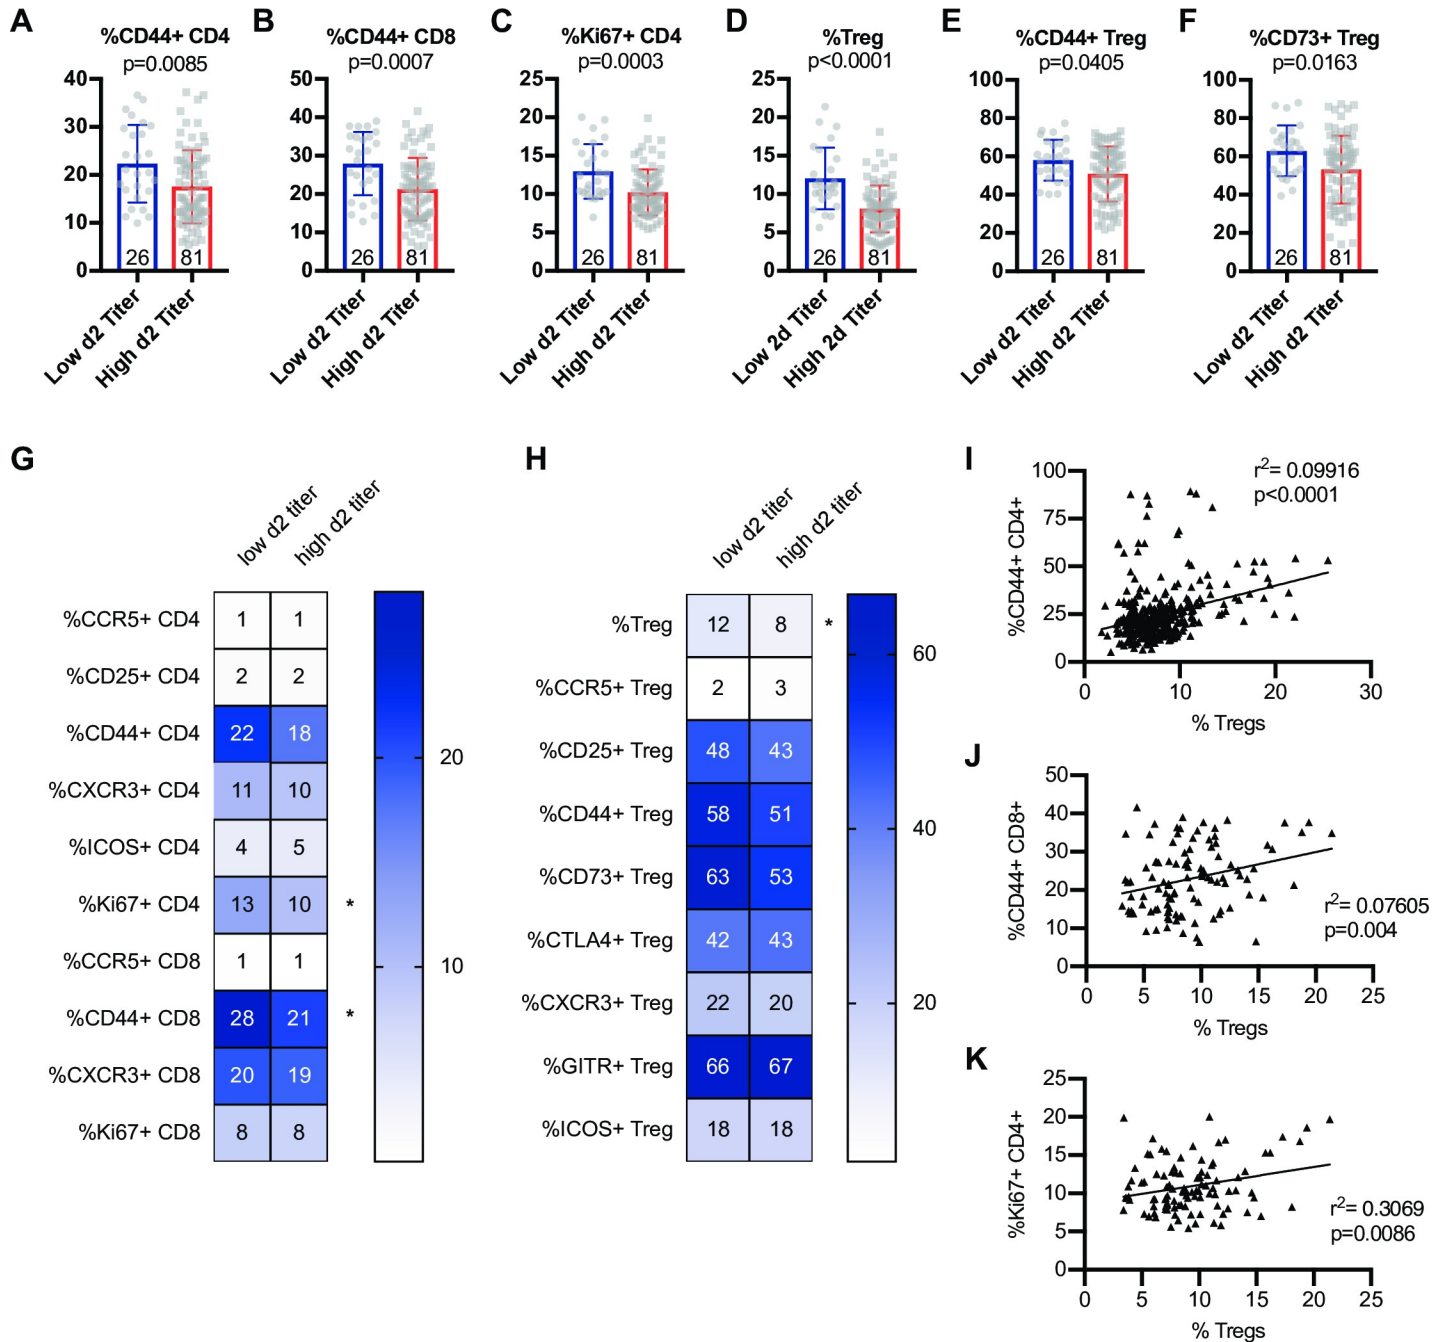 A
%CD44+ CD4
p=0.0085
40
30
20
10
0
26
81
Low d2 Titer
High d2 Titer
B
%CD44+ CD8
p=0.0007
50
40
30
20
10
0
26
81
Low d2 Titer
High d2 Titer
C
%Ki67+ CD4
p=0.0003
25
20
15
10
5
0
26
81
Low d2 Titer
High d2 Titer
D
%Treg
p<0.0001
25
20
15
10
5
0
26
81
Low 2d Titer
High 2d Titer
E
%CD44+ Treg
p=0.0405
100
80
60
40
20
0
26
81
Low d2 Titer
High d2 Titer
F
%CD73+ Treg
p=0.0163
100
80
60
40
20
0
26
81
Low d2 Titer
High d2 Titer
G
low d2 titer
high d2 titer
%CCR5+ CD4 1 1
%CD25+ CD4 2 2
%CD44+ CD4 22 18
%CXCR3+ CD4 11 10
%ICOS+ CD4 4 5
%Ki67+ CD4 13 10 *
%CCR5+ CD8 1 1
%CD44+ CD8 28 21 *
%CXCR3+ CD8 20 19
%Ki67+ CD8 8 8
20
10
H
low d2 titer
high d2 titer
%Treg 12 8 *
%CCR5+ Treg 2 3
%CD25+ Treg 48 43
%CD44+ Treg 58 51
%CD73+ Treg 63 53
%CTLA4+ Treg 42 43
%CXCR3+ Treg 22 20
%GITR+ Treg 66 67
%ICOS+ Treg 18 18
60
40
20
I
r²= 0.09916
p<0.0001
%CD44+ CD4+
100
75
50
25
0
0 10 20 30
% Tregs
J
%CD44+ CD8+
50
40
30
20
10
0
r²= 0.07605
p=0.004
0 5 10 15 20 25
% Tregs
K
%Ki67+ CD4+
25
20
15
10
5
0
r²= 0.3069
p=0.0086
0 5 10 15 20 25
% Tregs